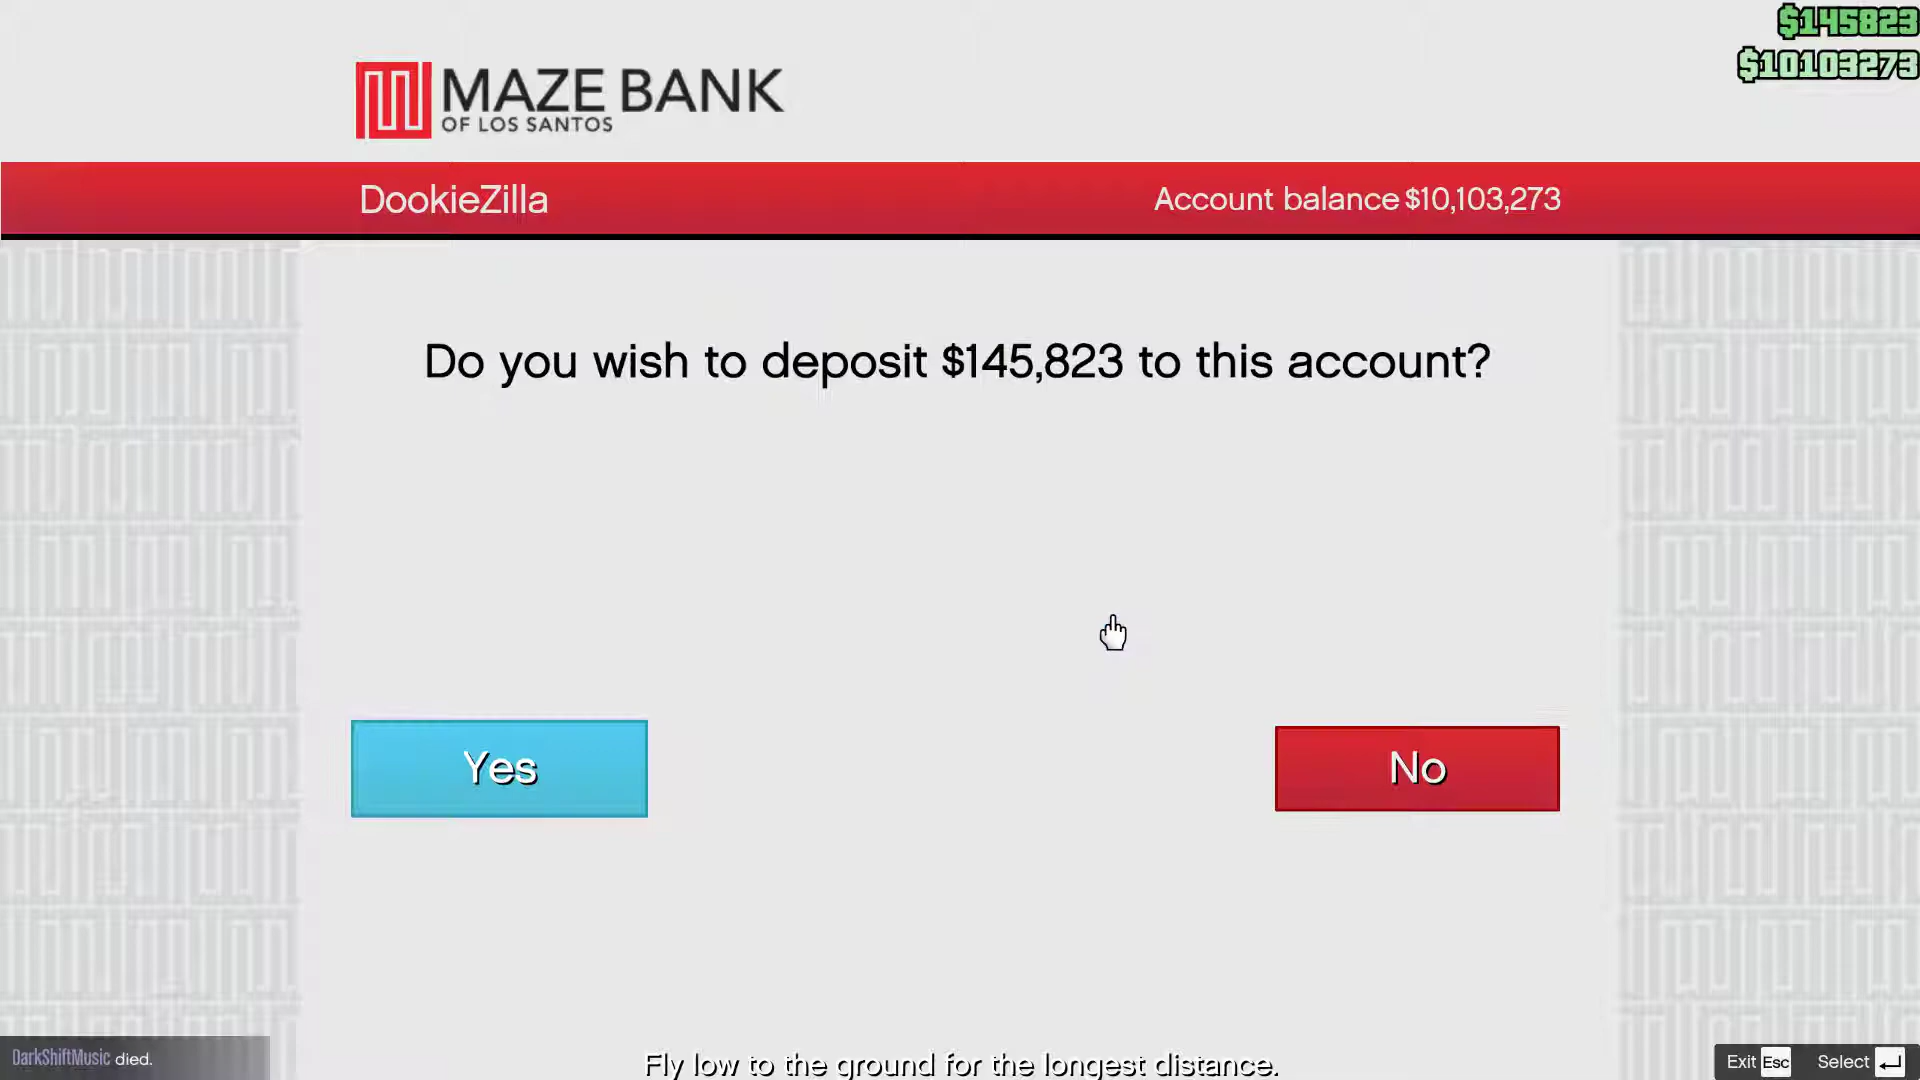 $145823
$10103273
MAZE BANK
OF LOS SANTOS
DookieZilla
Account balance $10,103,273
Do you wish to deposit $145,823 to this account?
Yes
No
DarkShiftMusic died.
Fly low to the ground for the longest distance.
Exit Esc Select